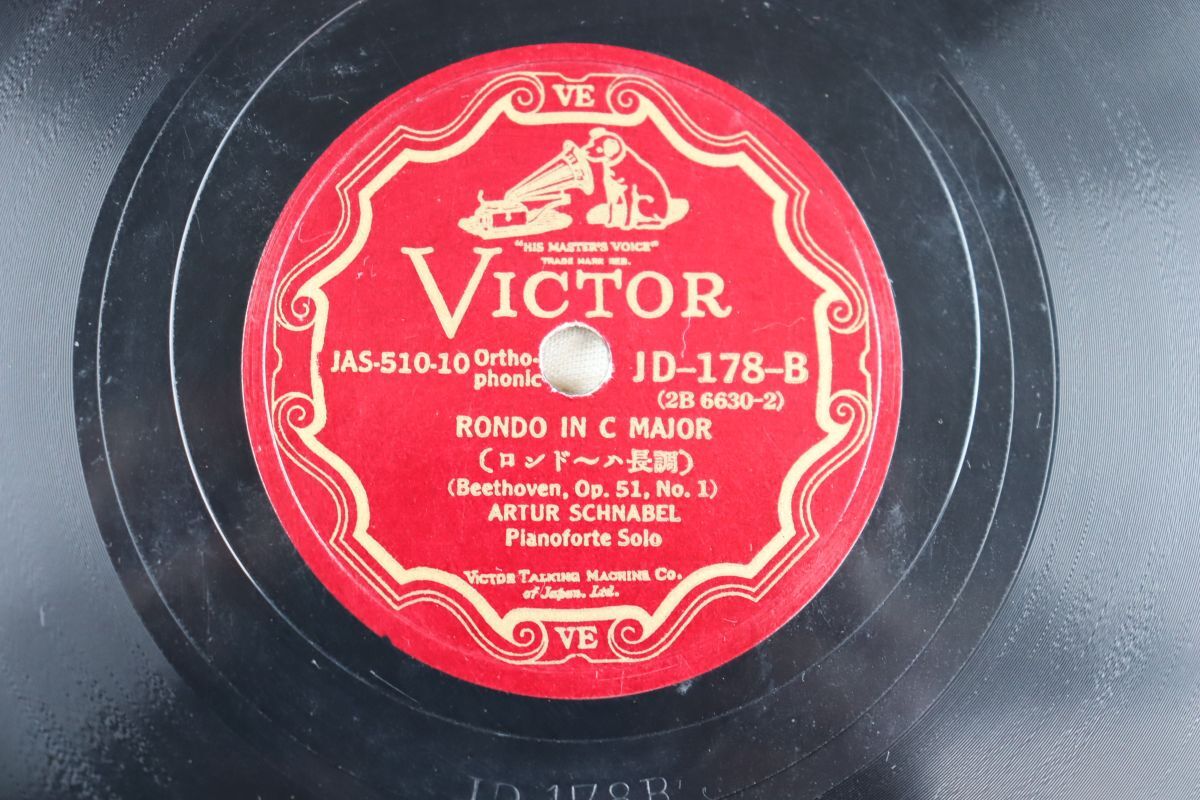 VE
"HIS MASTER'S VOICE"
TRADE MARK REG.
VICTOR
JAS-510-10 Ortho-
phonic
JD-178-B
(2B 6630-2)
RONDO IN C MAJOR
(ロンド〜ハ長調)
(Beethoven, Op. 51, No. 1)
ARTUR SCHNABEL
Pianoforte Solo
VICTOR TALKING MACHINE CO.
of Japan. Ltd.
VE
JD 178B